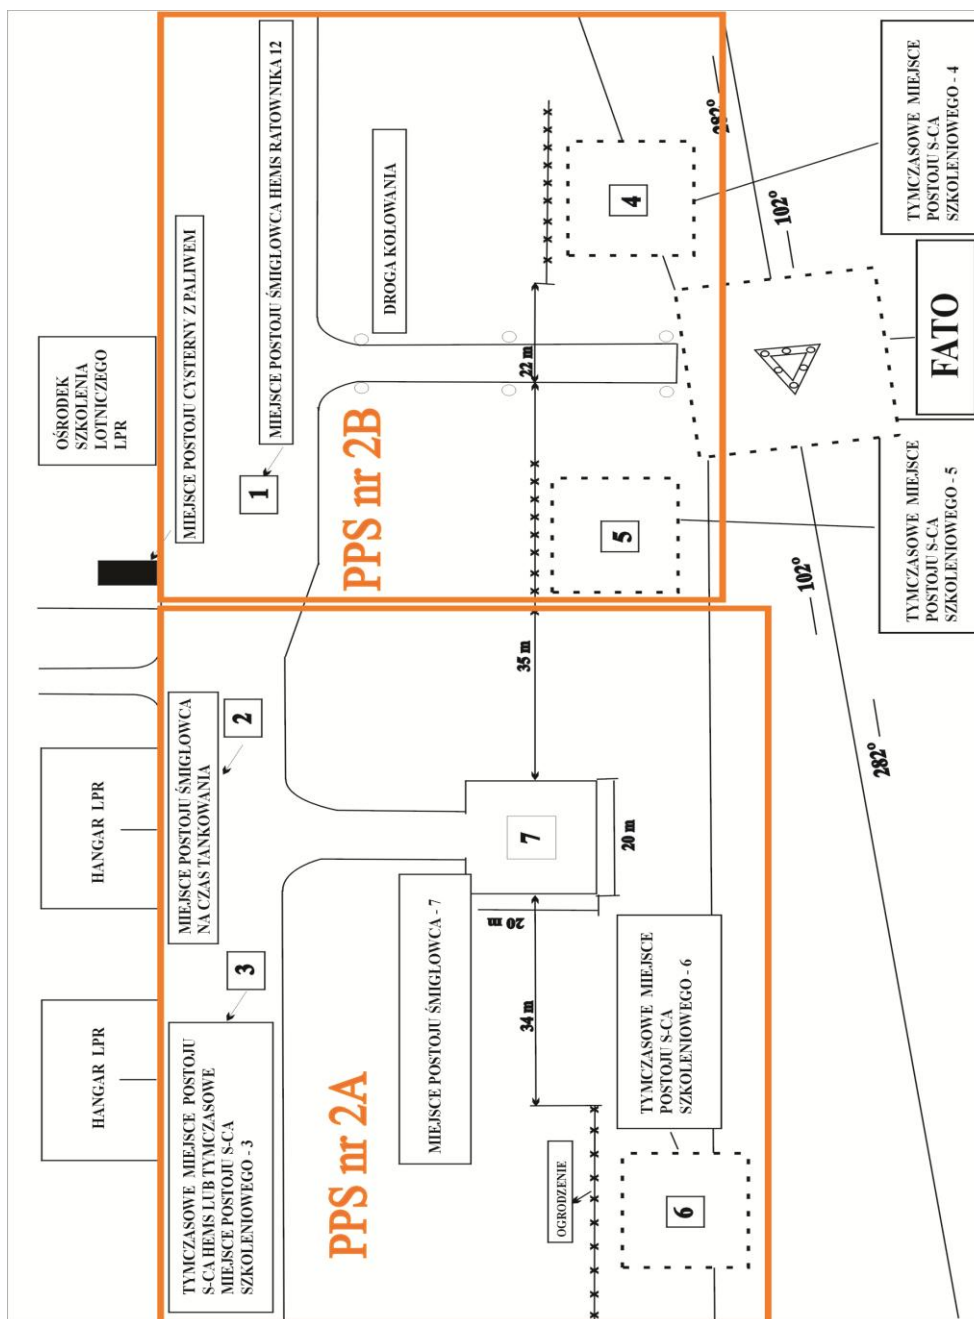 HANGAR LPR
HANGAR LPR
OŚRODEK
SZKOLENIA
LOTNICZEGO
LPR
TYMCZASOWE MIEJSCE POSTOJU
S-CA HEMS LUB TYMCZASOWE
MIEJSCE POSTOJU S-CA
SZKOLENIOWEGO - 3
3
MIEJSCE POSTOJU ŚMIGŁOWCA
NA CZAS TANKOWANIA
2
MIEJSCE POSTOJU CYSTERNY Z PALIWEM
1
MIEJSCE POSTOJU ŚMIGŁOWCA HEMS RATOWNIKA 12
PPS nr 2A
PPS nr 2B
DROGA KOLOWANIA
MIEJSCE POSTOJU ŚMIGŁOWCA - 7
20 m
7
20 m
34 m
35 m
22 m
OGRODZENIE
5
4
6
TYMCZASOWE MIEJSCE
POSTOJU S-CA
SZKOLENIOWEGO - 6
282°
102°
102°
282°
TYMCZASOWE MIEJSCE
POSTOJU S-CA
SZKOLENIOWEGO - 5
FATO
TYMCZASOWE MIEJSCE
POSTOJU S-CA
SZKOLENIOWEGO - 4